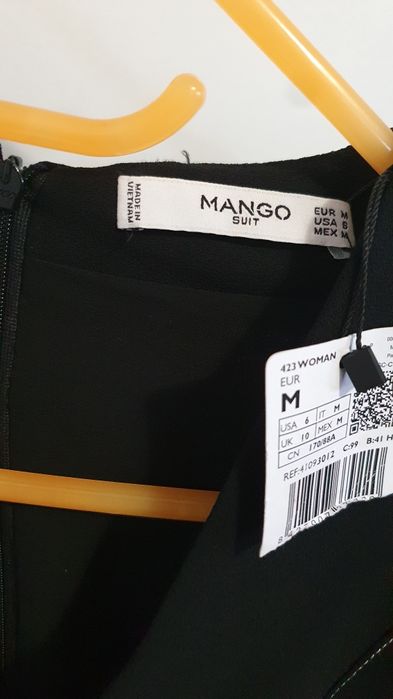 MADE IN
VIETNAM
MANGO
SUIT
EUR M
USA 6
MEX M
423 WOMAN
EUR
M
USA 6 IT M
UK 10 MEX M
CN 170/88A
REF:41093012 C:99 B:41 H